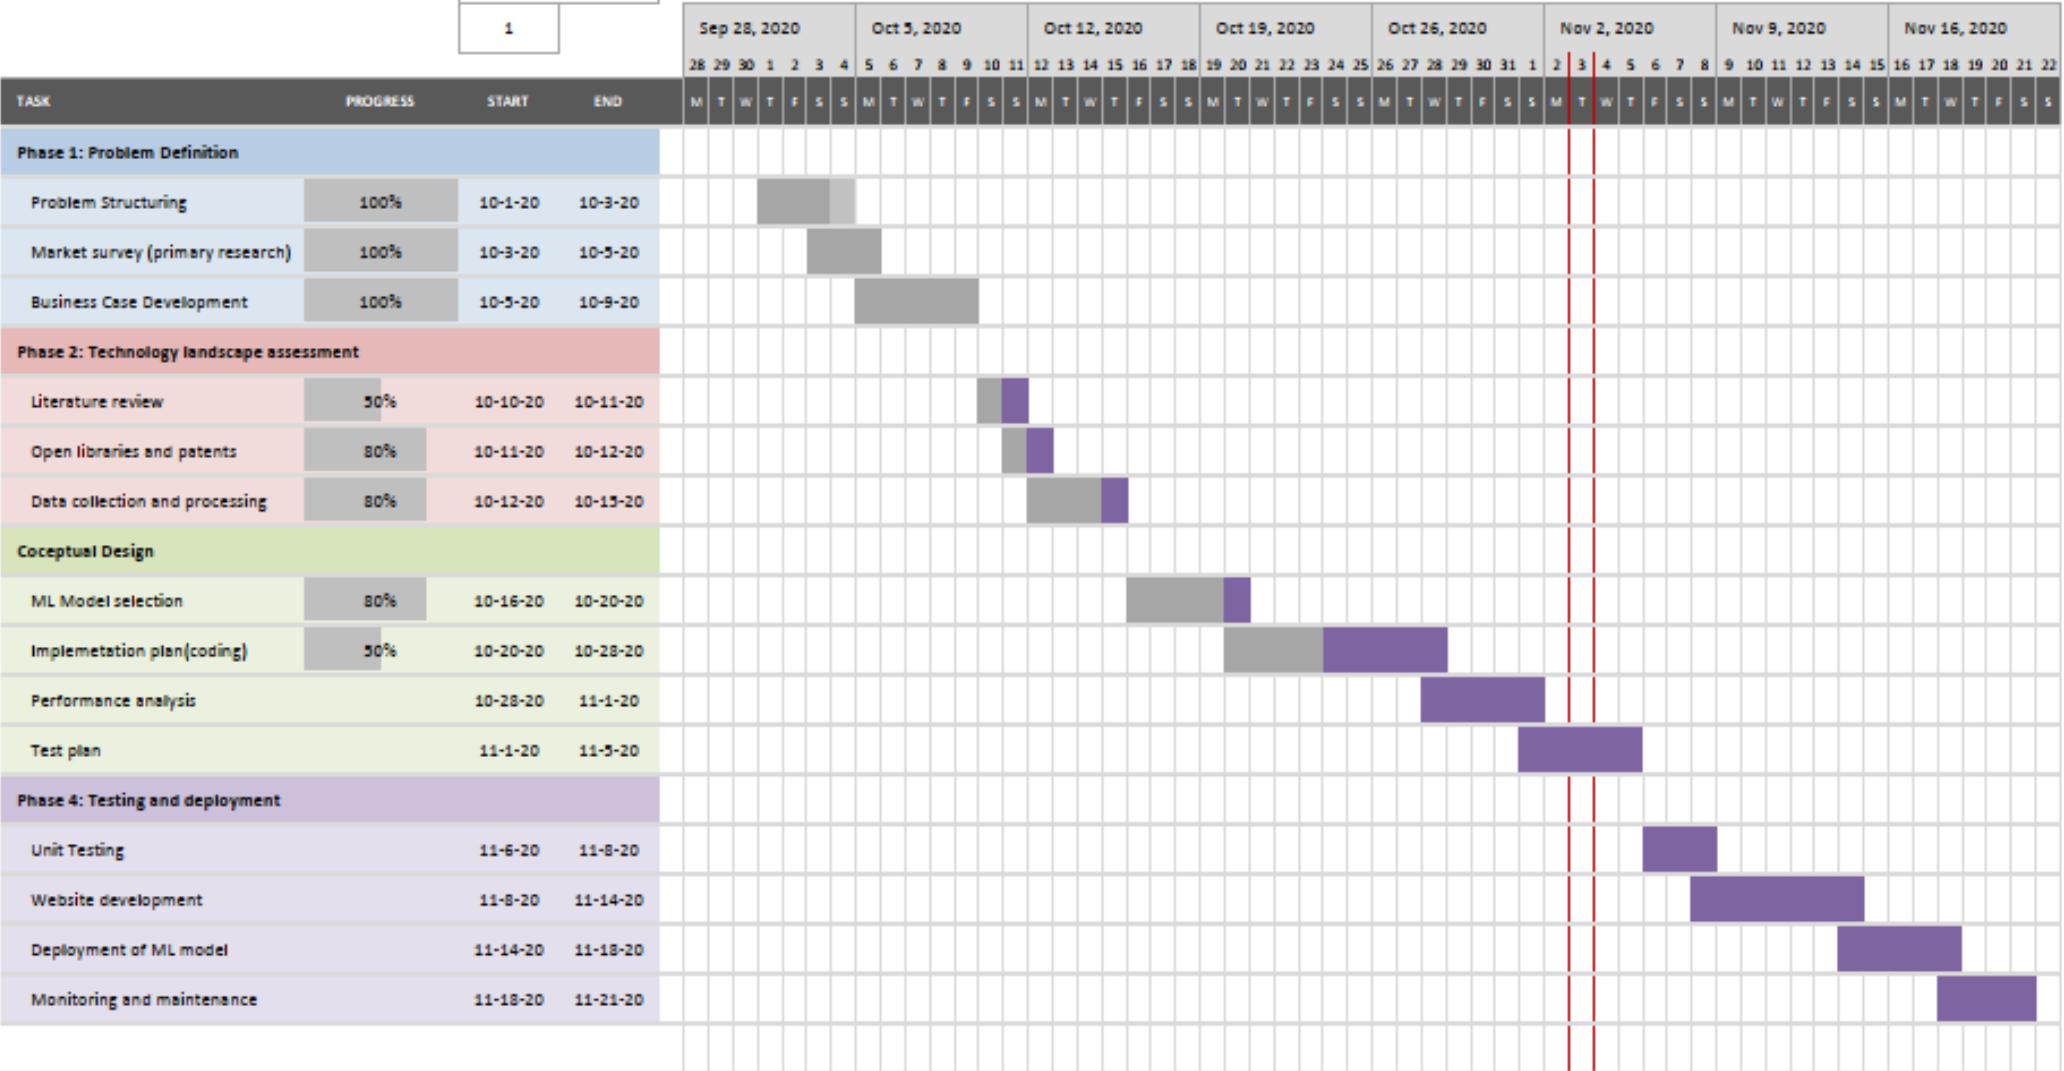 1
Sep 28, 2020 Oct 5, 2020 Oct 12, 2020 Oct 19, 2020 Oct 26, 2020 Nov 2, 2020 Nov 9, 2020 Nov 16, 2020
28 29 30 1 2 3 4 5 6 7 8 9 10 11 12 13 14 15 16 17 18 19 20 21 22 23 24 25 26 27 28 29 30 31 1 2 3 4 5 6 7 8 9 10 11 12 13 14 15 16 17 18 19 20 21 22
TASK PROGRESS START END M T W T F S S M T W T F S S M T W T F S S M T W T F S S M T W T F S S M T W T F S S M T W T F S S M T W T F S S
Phase 1: Problem Definition
Problem Structuring 100% 10-1-20 10-3-20
Market survey (primary research) 100% 10-3-20 10-5-20
Business Case Development 100% 10-5-20 10-9-20
Phase 2: Technology landscape assessment
Literature review 50% 10-10-20 10-11-20
Open libraries and patents 80% 10-11-20 10-12-20
Data collection and processing 80% 10-12-20 10-15-20
Coceptual Design
ML Model selection 80% 10-16-20 10-20-20
Implemetation plan(coding) 50% 10-20-20 10-28-20
Performance analysis 10-28-20 11-1-20
Test plan 11-1-20 11-5-20
Phase 4: Testing and deployment
Unit Testing 11-6-20 11-8-20
Website development 11-8-20 11-14-20
Deployment of ML model 11-14-20 11-18-20
Monitoring and maintenance 11-18-20 11-21-20